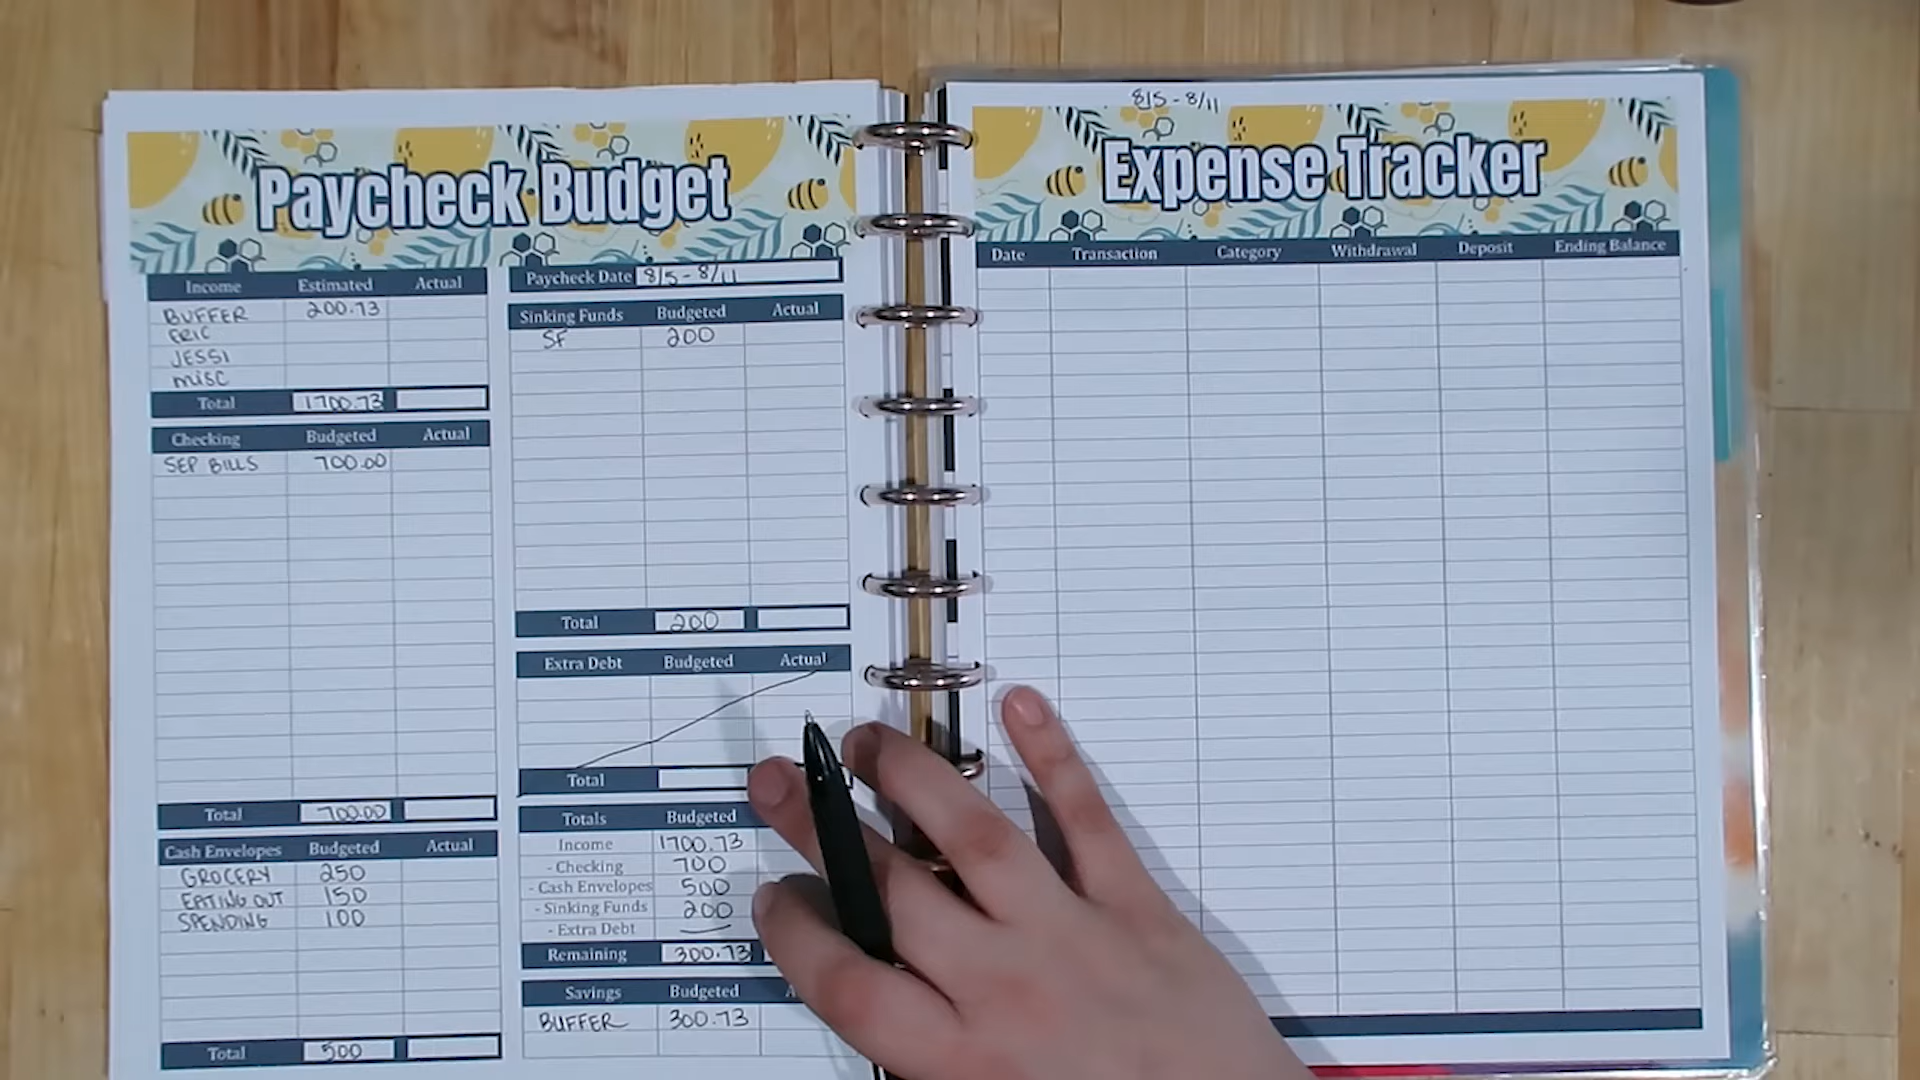 Paycheck Budget
Income Estimated Actual
BUFFER 200.73
ERIC
JESSI
MISC
Total 1700.73
Checking Budgeted Actual
SEP BILLS 700.00
Total 700.00
Cash Envelopes Budgeted Actual
GROCERY 250
EATING OUT 150
SPENDING 100
Total 500
Paycheck Date 8/5 - 8/11
Sinking Funds Budgeted Actual
SF 200
Total 200
Extra Debt Budgeted Actual
Total
Totals Budgeted
Income 1700.73
- Checking 700
- Cash Envelopes 500
- Sinking Funds 200
- Extra Debt —
Remaining 300.73
Savings Budgeted
BUFFER 300.73
8/5 - 8/11
Expense Tracker
Date Transaction Category Withdrawal Deposit Ending Balance